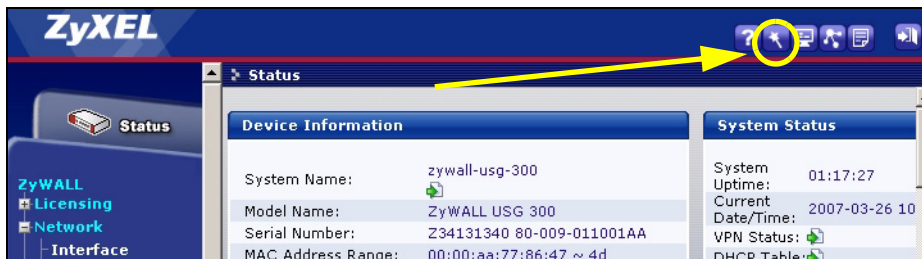 ZyXEL
?
Status
Status
Device Information
System Status
System Name:
zywall-usg-300
System Uptime:
01:17:27
Model Name:
ZyWALL USG 300
Current Date/Time:
2007-03-26 10
Serial Number:
Z34131340 80-009-011001AA
VPN Status:
MAC Address Range:
00:00:aa:77:86:47 ~ 4d
DHCP Table:
ZyWALL
Licensing
Network
Interface